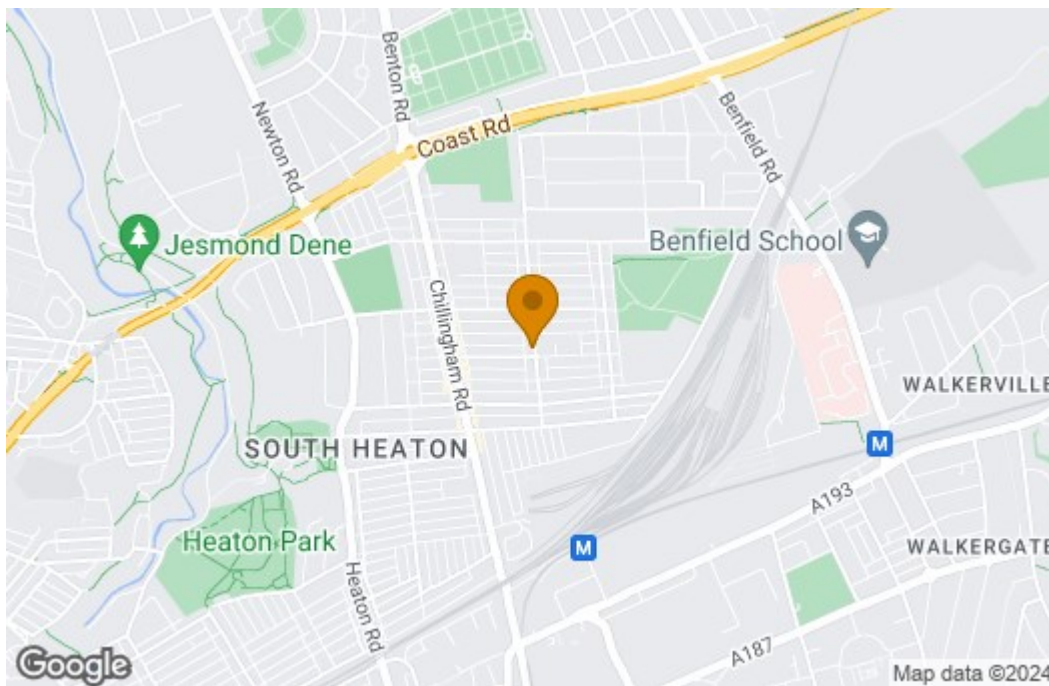 Benton Rd
Newton Rd
Coast Rd
Benfield Rd
Jesmond Dene
Benfield School
Chillingham Rd
WALKERVILLE
SOUTH HEATON
M
A193
Heaton Park
M
WALKERGATE
Heaton Rd
A187
Google
Map data ©2024